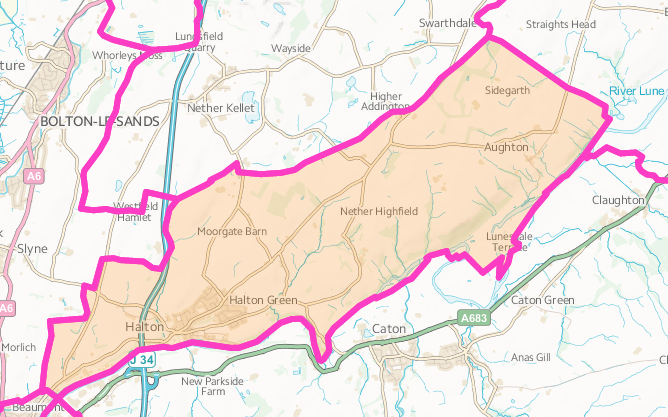 Swarthdale
Straights Head
Lundsfield
Quarry
Wayside
Whorleys Moss
ture
Higher
Addington
Sidegarth
River Lune
Nether Kellet
BOLTON-LE-SANDS
Aughton
A6
Westfield
Hamlet
Nether Highfield
Claughton
Moorgate Barn
Slyne
Lunesdale
Terrace
Halton Green
Caton Green
A6
A683
Halton
Caton
Morlich
J 34
Anas Gill
New Parkside
Farm
Beaumont